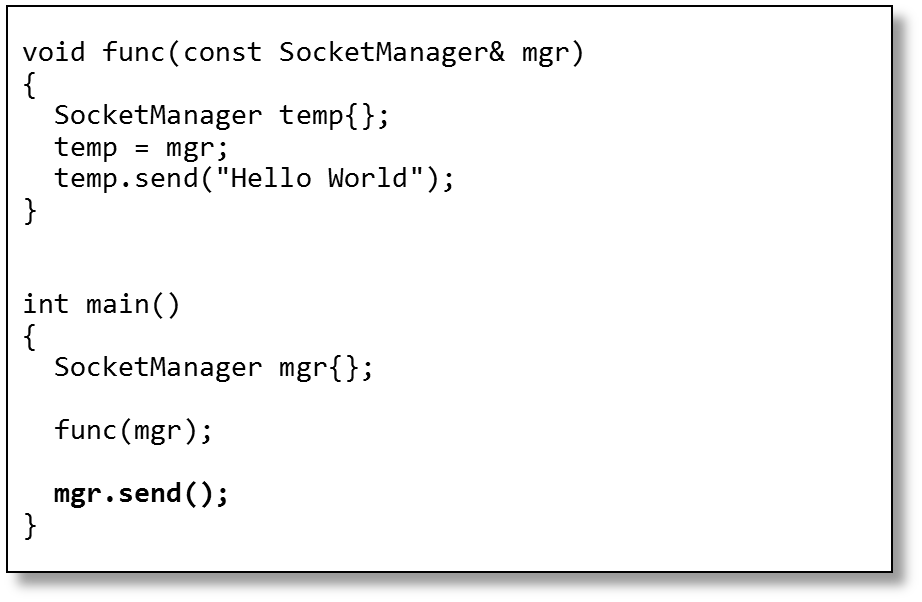 void func(const SocketManager& mgr)
{
  SocketManager temp{};
  temp = mgr;
  temp.send("Hello World");
}
int main()
{
  SocketManager mgr{};
  func(mgr);
  mgr.send();
}